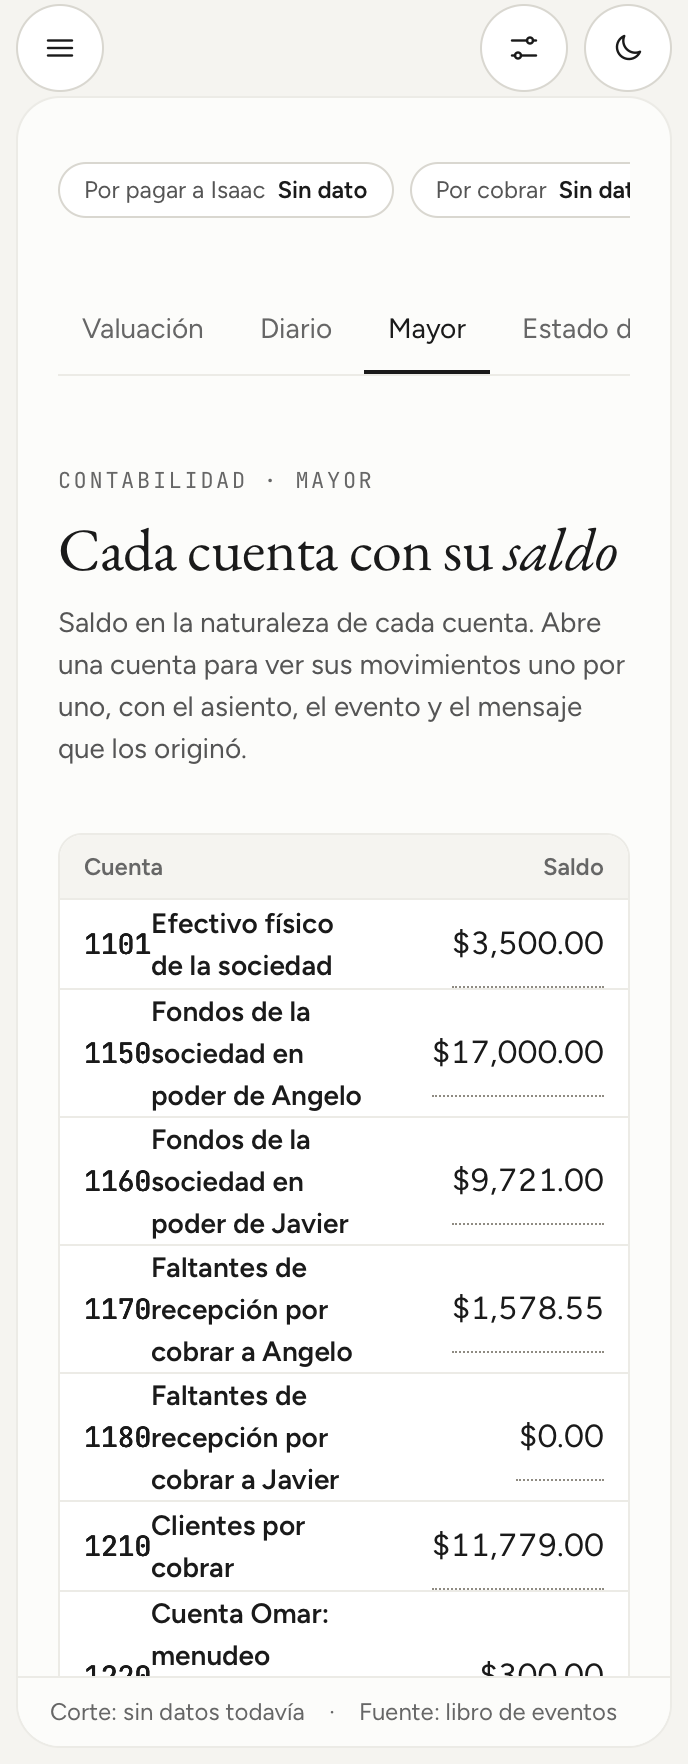 Por pagar a Isaac Sin dato
Por cobrar Sin dat
Valuación Diario Mayor Estado d
CONTABILIDAD · MAYOR
Cada cuenta con su saldo
Saldo en la naturaleza de cada cuenta. Abre
una cuenta para ver sus movimientos uno por
uno, con el asiento, el evento y el mensaje
que los originó.
Cuenta Saldo
1101 Efectivo físico
de la sociedad
$3,500.00
1150 Fondos de la
sociedad en
poder de Angelo
$17,000.00
1160 Fondos de la
sociedad en
poder de Javier
$9,721.00
1170 Faltantes de
recepción por
cobrar a Angelo
$1,578.55
1180 Faltantes de
recepción por
cobrar a Javier
$0.00
1210 Clientes por
cobrar
$11,779.00
1220 Cuenta Omar:
menudeo
$300.00
Corte: sin datos todavía · Fuente: libro de eventos